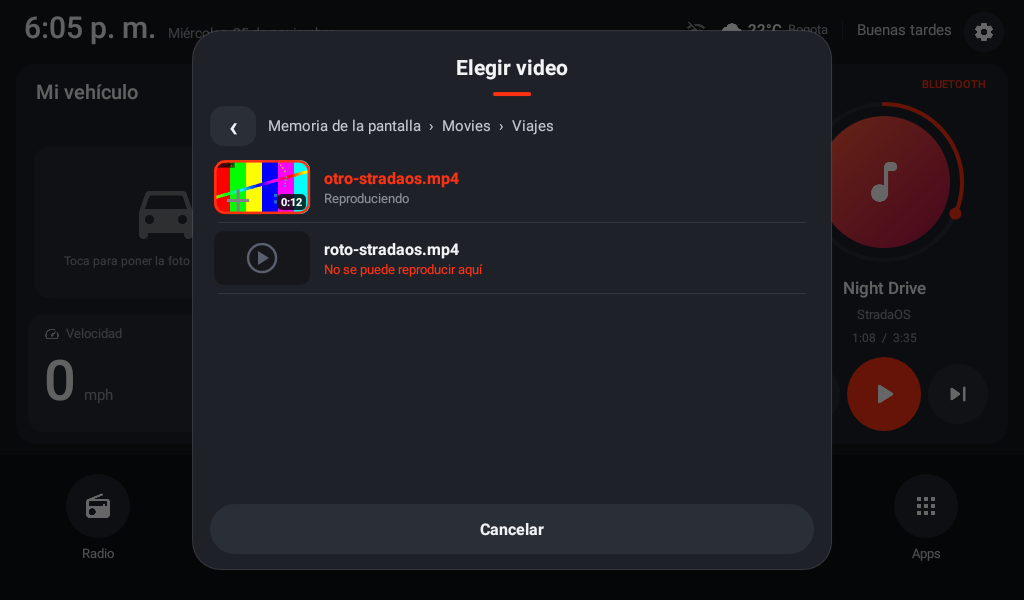 6:05 p. m.
22°C Bogota
Buenas tardes
Elegir video
Mi vehículo
BLUETOOTH
‹ Memoria de la pantalla › Movies › Viajes
otro-stradaos.mp4
0:12
Reproduciendo
roto-stradaos.mp4
No se puede reproducir aquí
Toca para poner la foto
Night Drive
StradaOS
1:08 / 3:35
Velocidad
0 mph
Cancelar
Radio
Apps